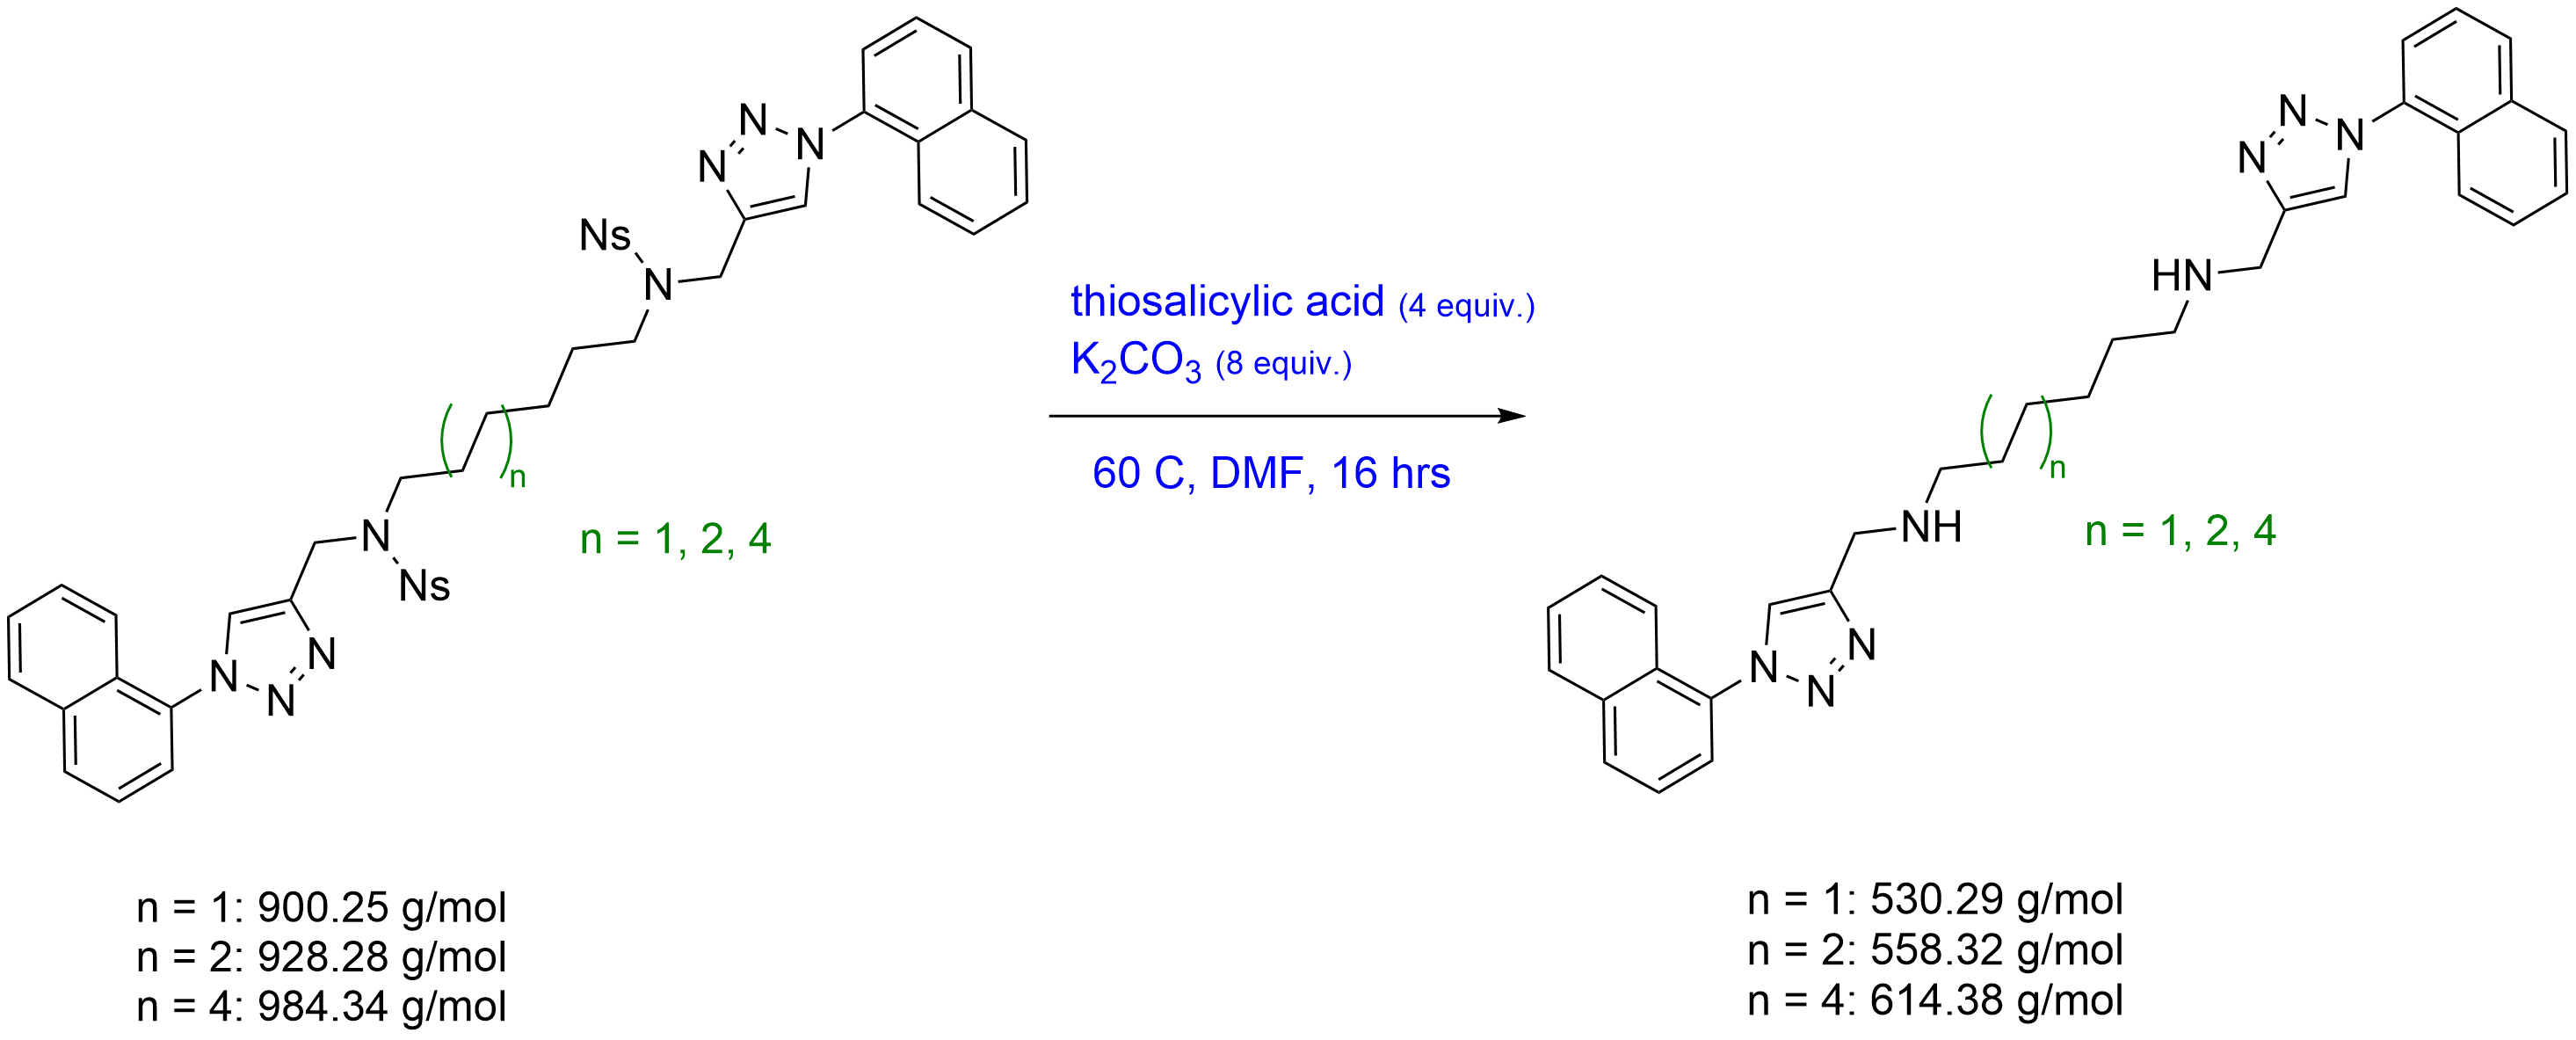 N
N
N
Ns
N
n
n = 1, 2, 4
N
Ns
N
N
N
thiosalicylic acid (4 equiv.)
K2CO3 (8 equiv.)
60 C, DMF, 16 hrs
N
N
N
HN
n
n = 1, 2, 4
NH
N
N
N
n = 1: 900.25 g/mol
n = 2: 928.28 g/mol
n = 4: 984.34 g/mol
n = 1: 530.29 g/mol
n = 2: 558.32 g/mol
n = 4: 614.38 g/mol